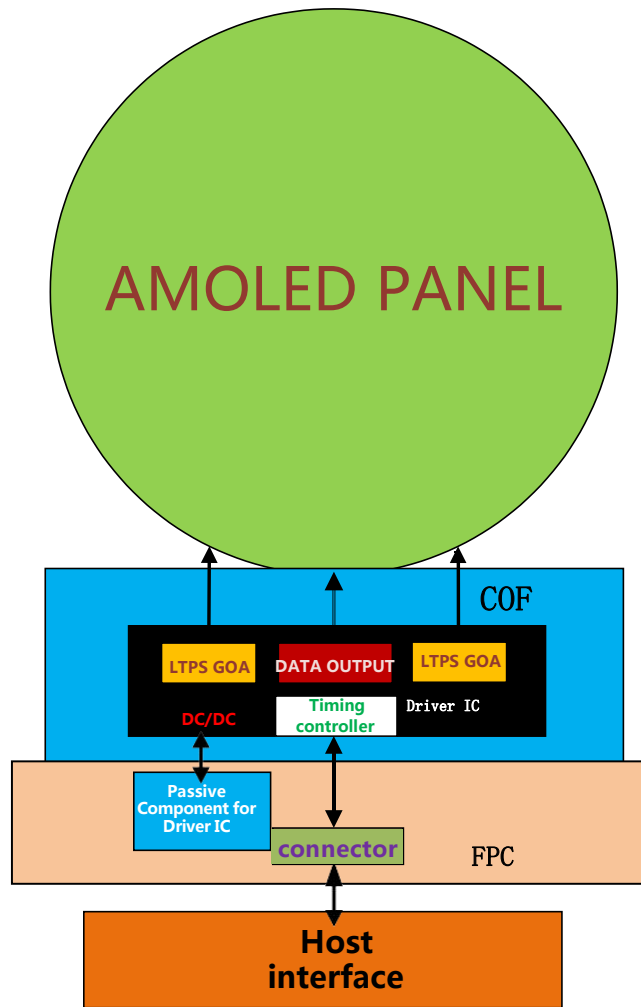 AMOLED PANEL
COF
LTPS GOA
DATA OUTPUT
LTPS GOA
DC/DC
Timing
controller
Driver IC
Passive
Component for
Driver IC
connector
FPC
Host
interface